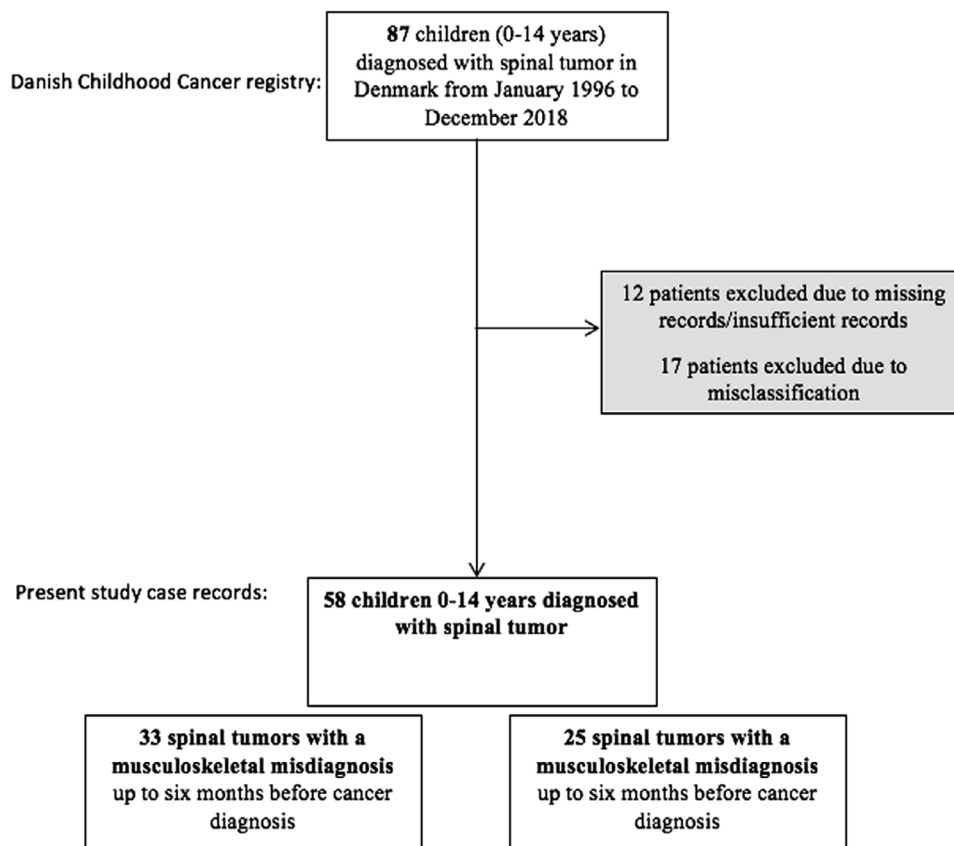 87 children (0-14 years)
diagnosed with spinal tumor in
Denmark from January 1996 to
December 2018
Danish Childhood Cancer registry:
12 patients excluded due to missing
records/insufficient records
17 patients excluded due to
misclassification
Present study case records:
58 children 0-14 years diagnosed
with spinal tumor
33 spinal tumors with a
musculoskeletal misdiagnosis
up to six months before cancer
diagnosis
25 spinal tumors with a
musculoskeletal misdiagnosis
up to six months before cancer
diagnosis